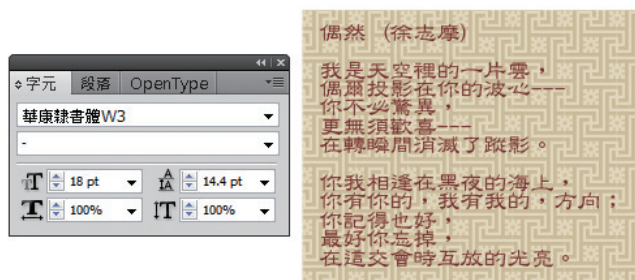 字元 段落 OpenType
華康隸書體W3
-
18 pt 14.4 pt
100% 100%
偶然 (徐志摩)
我是天空裡的一片雲，
偶爾投影在你的波心---
你不必驚異，
更無須歡喜---
在轉瞬間消滅了蹤影。
你我相逢在黑夜的海上，
你有你的，我有我的，方向；
你記得也好，
最好你忘掉，
在這交會時互放的光亮。